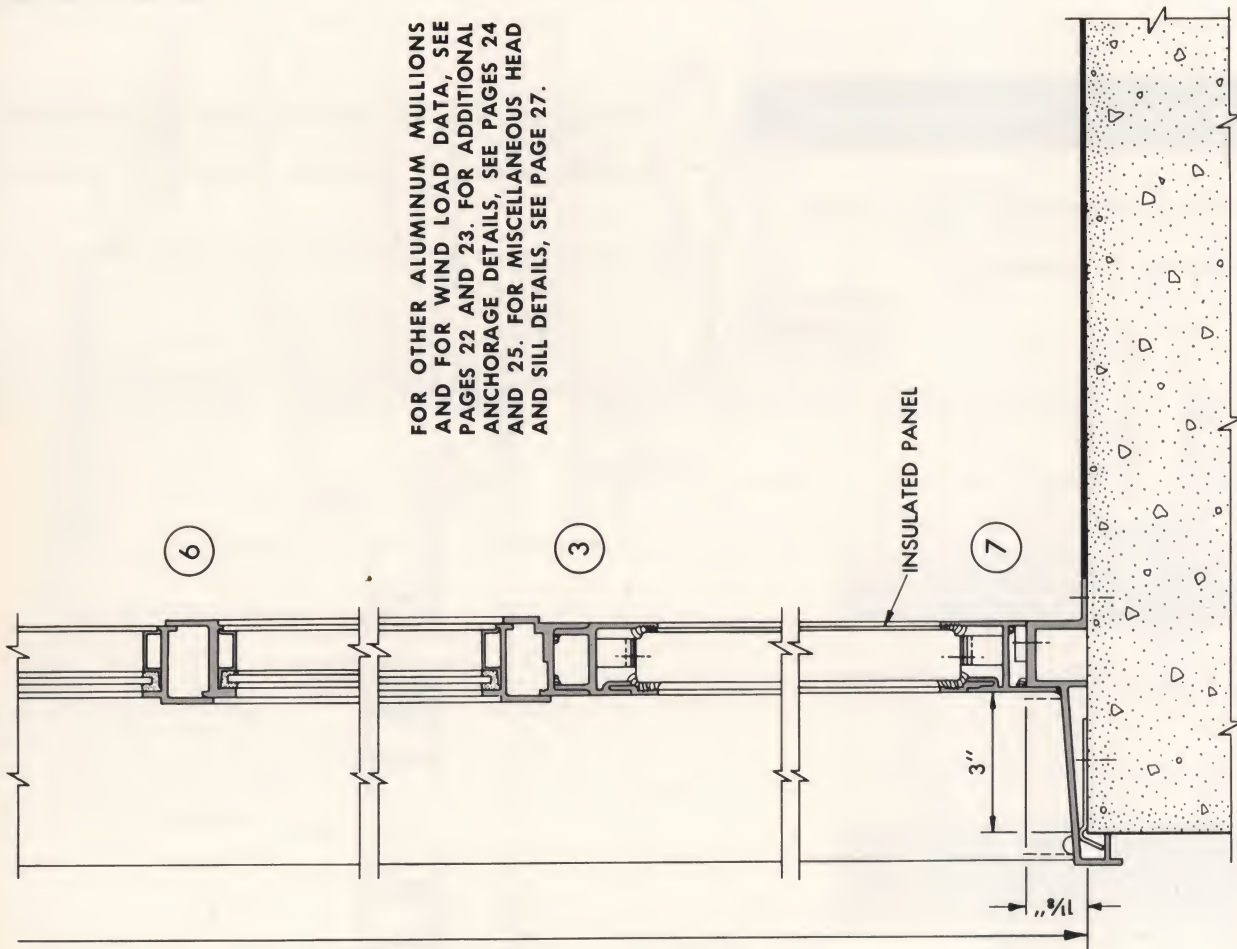 FOR OTHER ALUMINUM MULLIONS
AND FOR WIND LOAD DATA, SEE
PAGES 22 AND 23. FOR ADDITIONAL
ANCHORAGE DETAILS, SEE PAGES 24
AND 25. FOR MISCELLANEOUS HEAD
AND SILL DETAILS, SEE PAGE 27.
6
3
INSULATED PANEL
7
3"
1⅛"